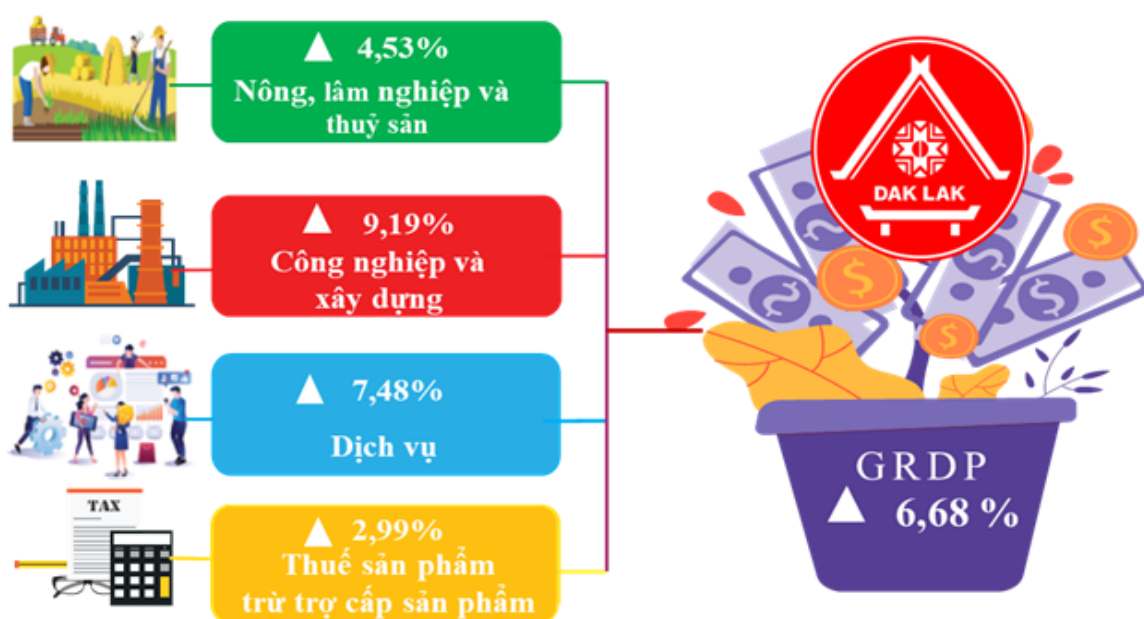 ▲ 4,53%
Nông, lâm nghiệp và
thuỷ sản
▲ 9,19%
Công nghiệp và
xây dựng
▲ 7,48%
Dịch vụ
TAX
▲ 2,99%
Thuế sản phẩm
trừ trợ cấp sản phẩm
DAK LAK
$
$
$
$
$
$
$
GRDP
▲ 6,68 %